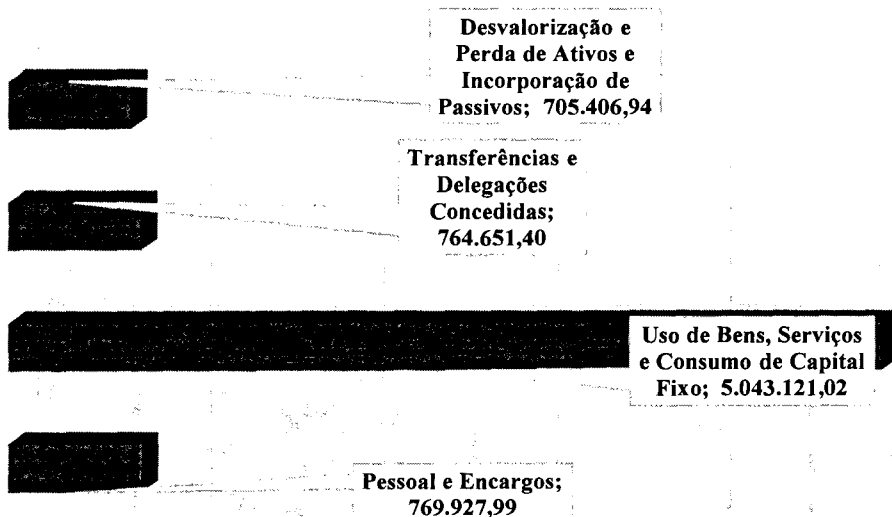 Desvalorização e
Perda de Ativos e
Incorporação de
Passivos; 705.406,94
Transferências e
Delegações
Concedidas;
764.651,40
Uso de Bens, Serviços
e Consumo de Capital
Fixo; 5.043.121,02
Pessoal e Encargos;
769.927,99